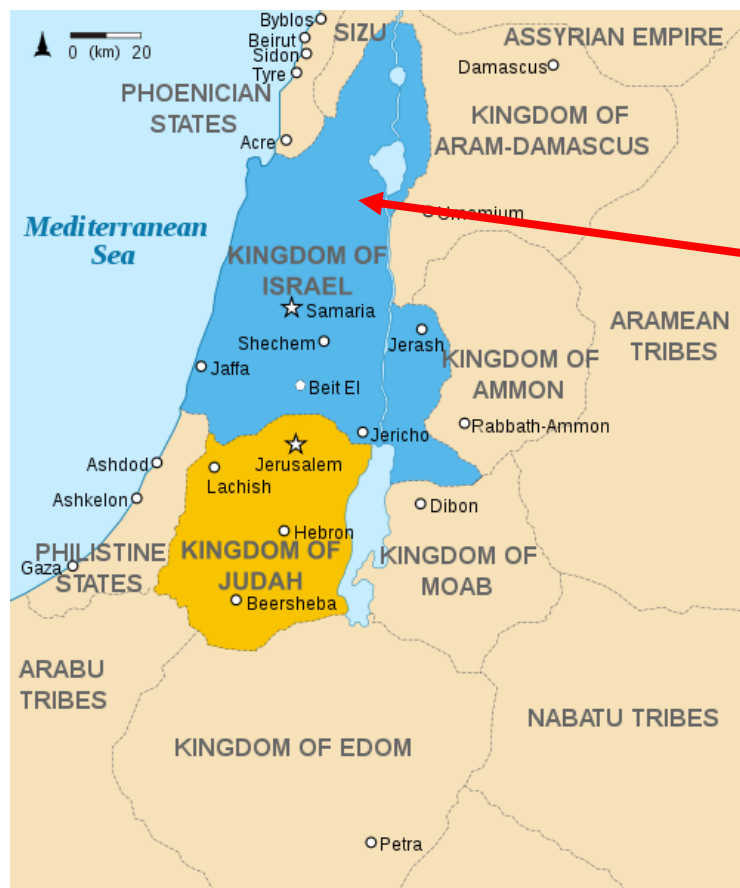 Byblos
Beirut
Sidon
Tyre
0 (km) 20
SIZU
ASSYRIAN EMPIRE
Damascus
PHOENICIAN
STATES
KINGDOM OF
ARAM-DAMASCUS
Acre
Mediterranean
Sea
KINGDOM OF
ISRAEL
Samaria
Shechem
Jerash
ARAMEAN
TRIBES
KINGDOM OF
AMMON
Jaffa
Beit El
Rabbath-Ammon
Jericho
Jerusalem
Ashdod
Lachish
Ashkelon
Dibon
Hebron
PHILISTINE
STATES
Gaza
KINGDOM OF
JUDAH
KINGDOM OF
MOAB
Beersheba
ARABU
TRIBES
NABATU TRIBES
KINGDOM OF EDOM
Petra